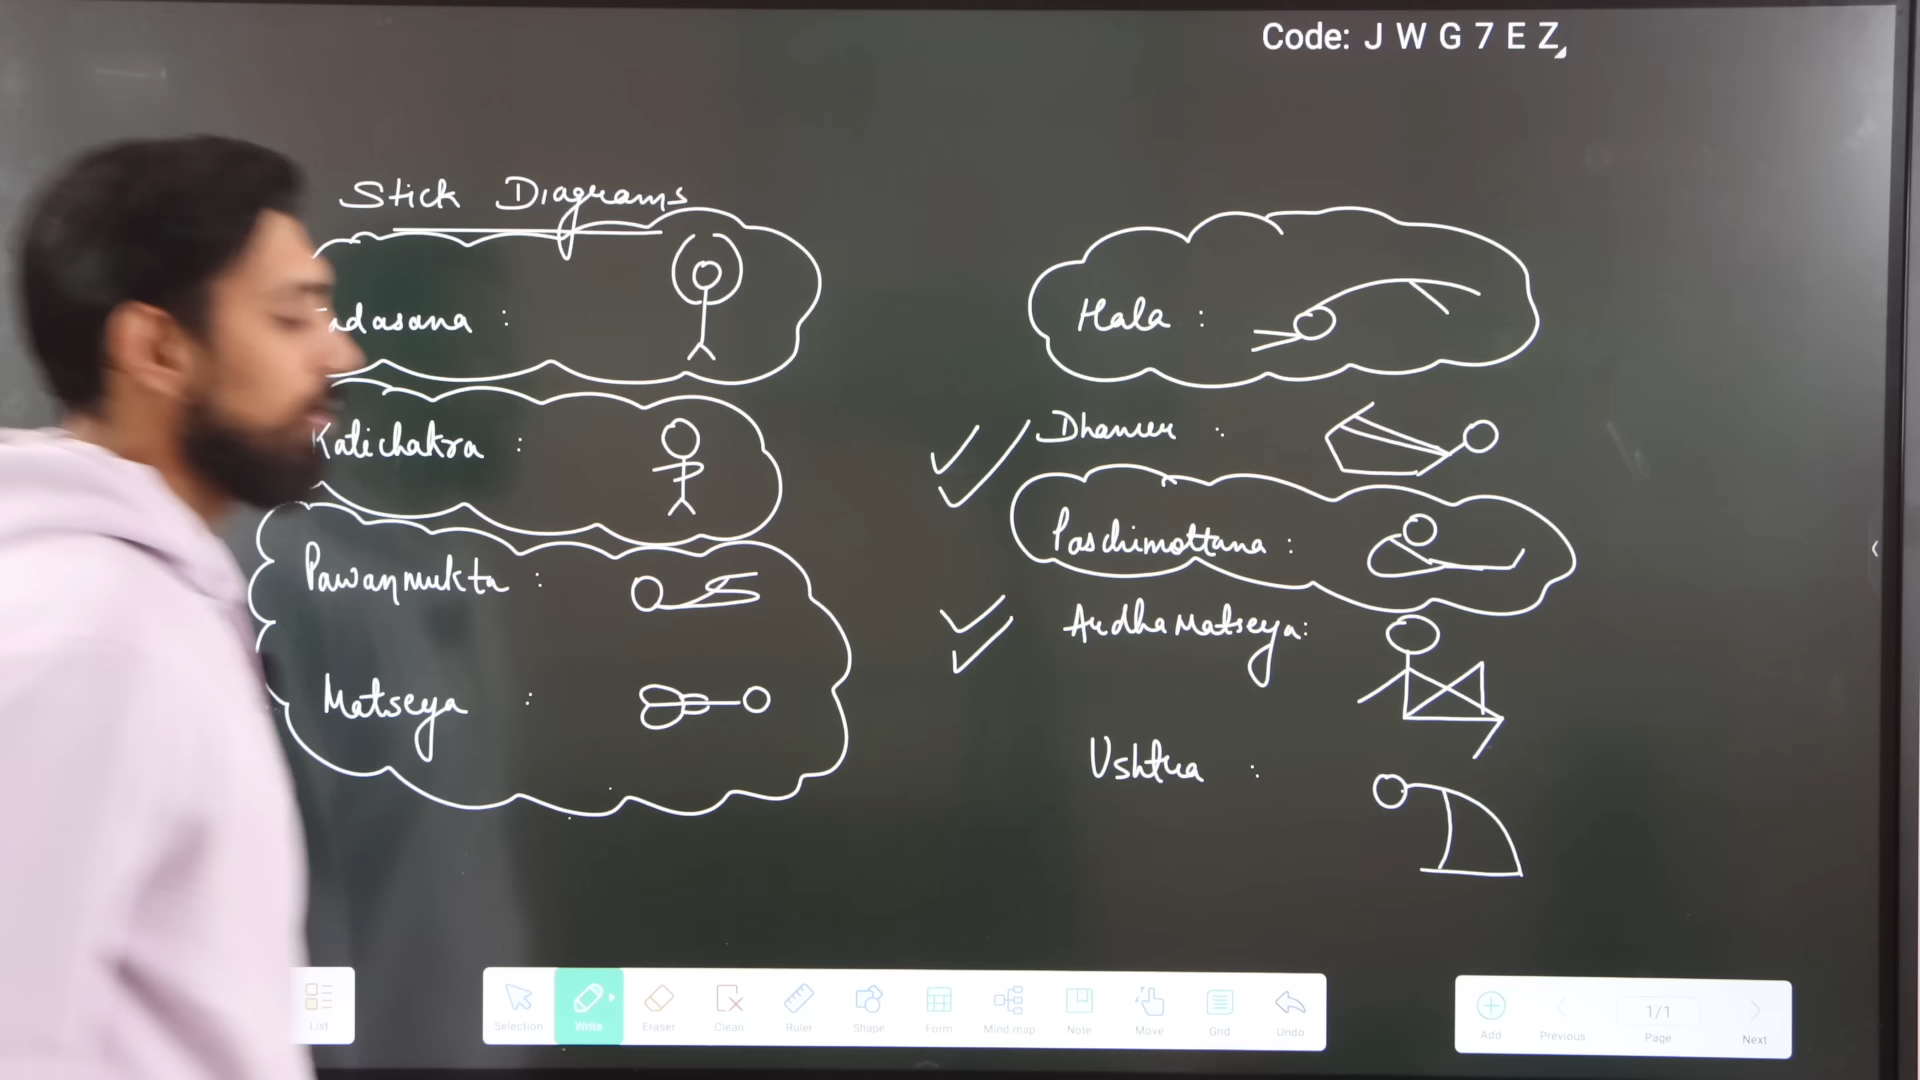 Code: J W G 7 E Z
Stick Diagrams
adasana :
Katichakra :
Pawanmukta :
Matseya :
Hala :
Dhanur :
Paschimottana :
Ardha Matseya:
Ushtra :
List
Selection
Write
Eraser
Clean
Ruler
Shape
Form
Mind map
Note
Move
Grid
Undo
Add
Previous
1/1
Page
Next